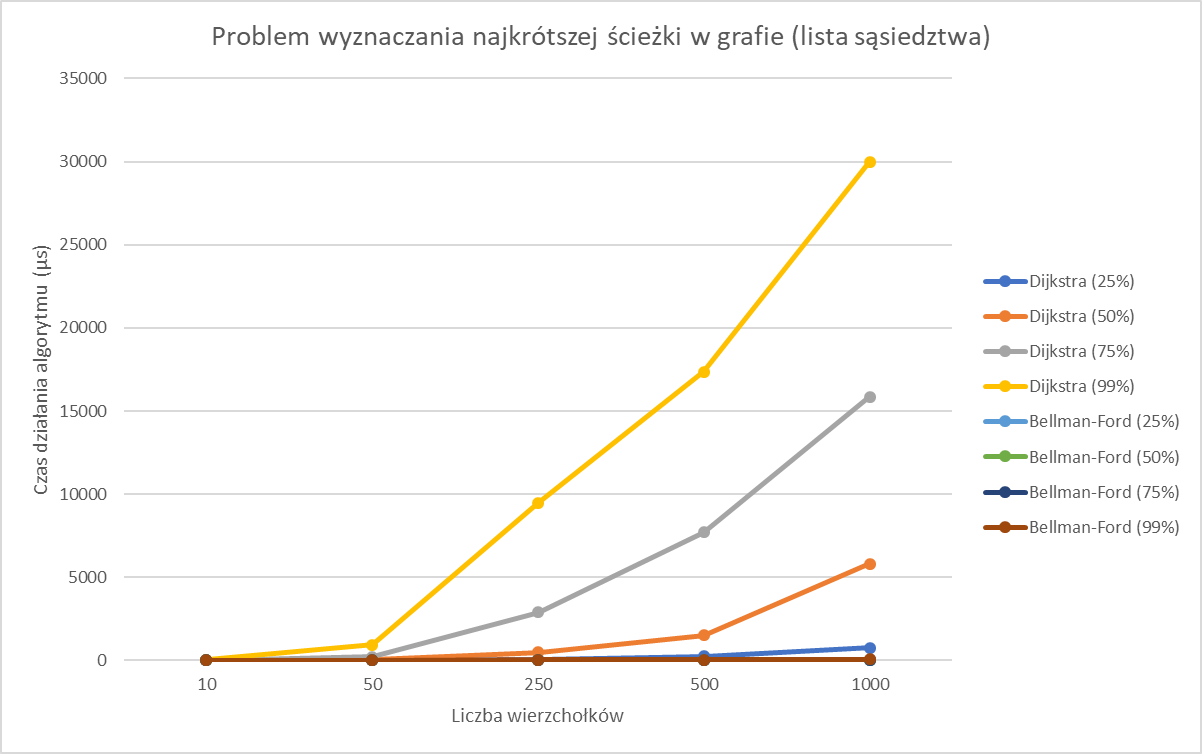 Problem wyznaczania najkrótszej ścieżki w grafie (lista sąsiedztwa)
35000
30000
25000
20000
15000
10000
5000
0
Czas działania algorytmu (µs)
10 50 250 500 1000
Liczba wierzchołków
Dijkstra (25%)
Dijkstra (50%)
Dijkstra (75%)
Dijkstra (99%)
Bellman-Ford (25%)
Bellman-Ford (50%)
Bellman-Ford (75%)
Bellman-Ford (99%)